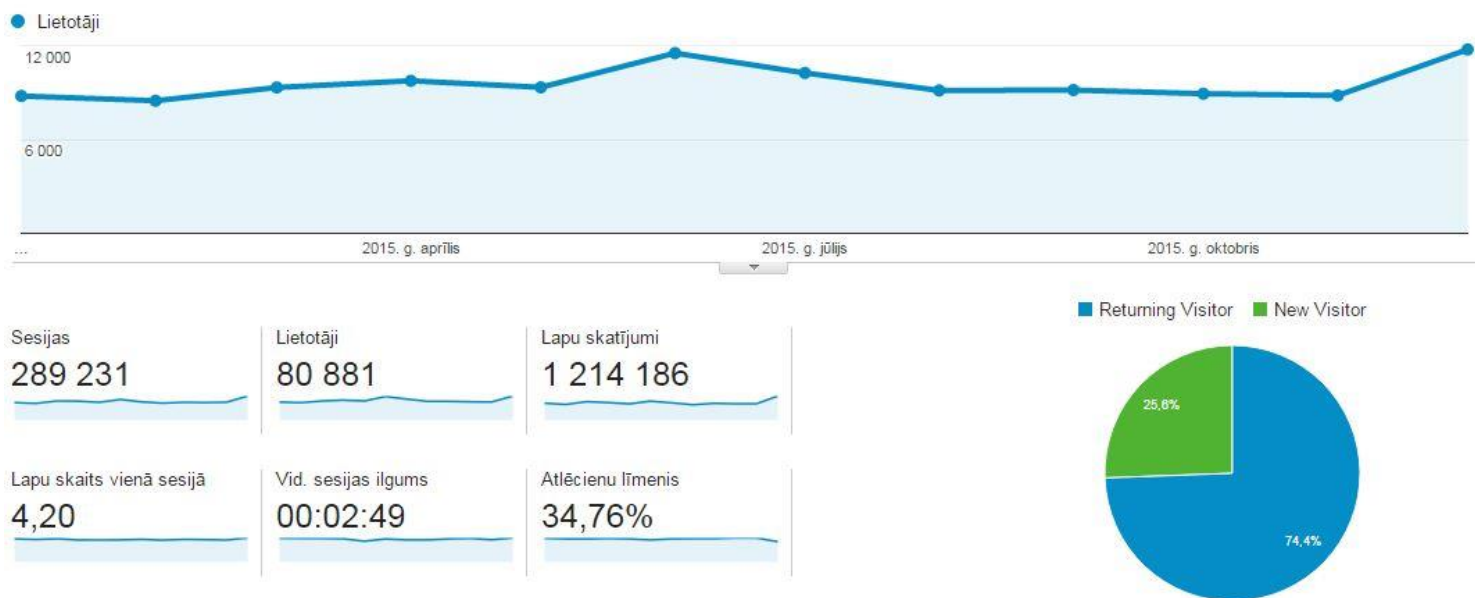 Lietotāji
12 000
6 000
...
2015. g. aprīlis
2015. g. jūlijs
2015. g. oktobris
Returning Visitor
New Visitor
Sesijas
289 231
Lietotāji
80 881
Lapu skatījumi
1 214 186
Lapu skaits vienā sesijā
4,20
Vid. sesijas ilgums
00:02:49
Atlēcienu līmenis
34,76%
25,6%
74,4%